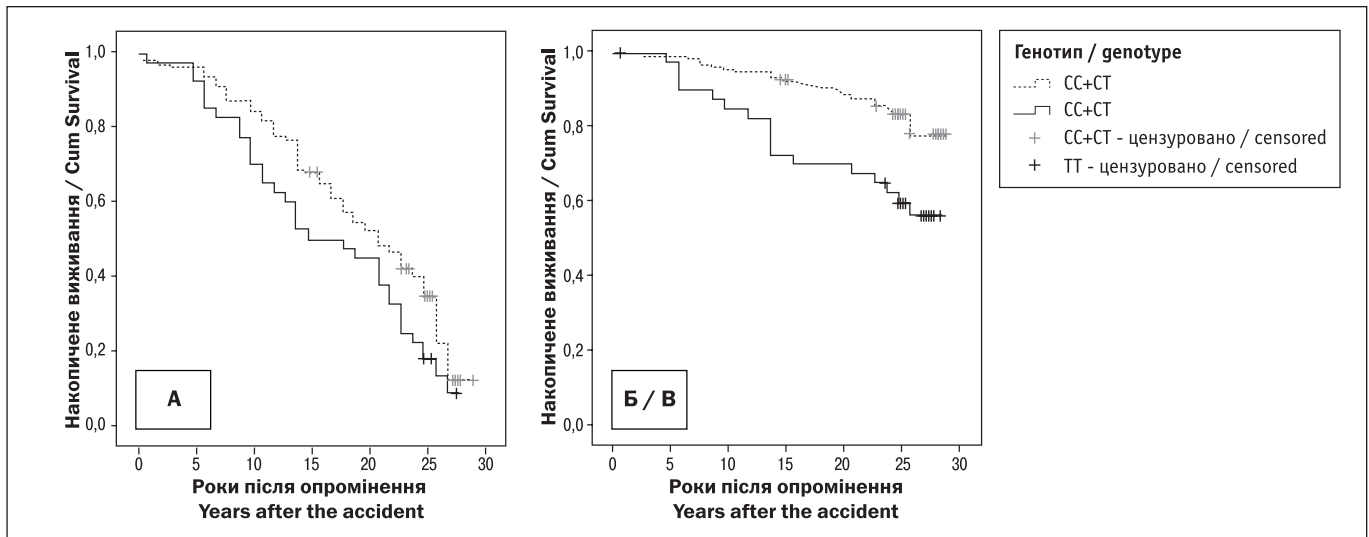 Накопичене виживання / Cum Survival
1,0
0,8
0,6
0,4
0,2
0,0
А
0 5 10 15 20 25 30
Роки після опромінення
Years after the accident
Накопичене виживання / Cum Survival
1,0
0,8
0,6
0,4
0,2
0,0
Б / B
0 5 10 15 20 25 30
Роки після опромінення
Years after the accident
Генотип / genotype
CC+CT
CC+CT
CC+CT - цензуровано / censored
TT - цензуровано / censored